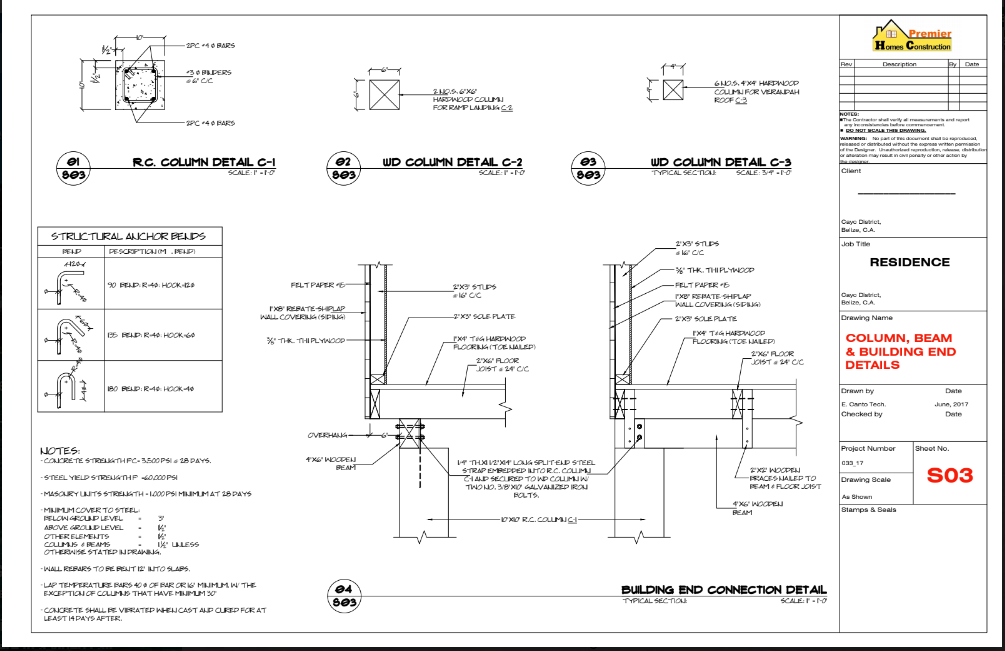 10"
1½"
1½"
10"
2PC #4 Ø BARS
#3 Ø BINDERS
@ 6" C/C
2PC #4 Ø BARS
01
S03
R.C. COLUMN DETAIL C-1
SCALE: 1" = 1'-0"
6"
6"
2 NO.S. 6"X6"
HARDWOOD COLUMN
FOR RAMP LANDING C-2
02
S03
WD COLUMN DETAIL C-2
SCALE: 1" = 1'-0"
4"
4"
6 NO.S. 4"X4" HARDWOOD
COLUMN FOR VERANDAH
ROOF C-3
03
S03
WD COLUMN DETAIL C-3
TYPICAL SECTION: SCALE: 3/4" = 1'-0"
STRUCTURAL ANCHOR BENDS
BEND
90 BEND: R=4Ø: HOOK=12Ø
135 BEND: R=4Ø: HOOK=6Ø
180 BEND: R=4Ø: HOOK=4Ø
NOTES:
- CONCRETE STRENGTH F'C= 3,500 PSI @ 28 DAYS.
- STEEL YIELD STRENGTH F =60,000 PSI
- MASONRY UNITS STRENGTH = 1,000 PSI MINIMUM AT 28 DAYS
- MINIMUM COVER TO STEEL:
BELOW GROUND LEVEL = 3"
ABOVE GROUND LEVEL = 1½"
OTHER ELEMENTS = 1½"
COLUMNS & BEAMS = 1½" UNLESS
OTHERWISE STATED IN DRAWING.
- WALL REBARS TO BE BENT 12" INTO SLABS.
- LAP TEMPERATURE BARS 40 Ø OF BAR OR 16" MINIMUM. W/ THE
EXCEPTION OF COLUMNS THAT HAVE MINIMUM 30"
- CONCRETE SHALL BE VIBRATED WHEN CAST AND CURED FOR AT
LEAST 14 DAYS AFTER.
FELT PAPER #15
1"X8" REBATE-SHIPLAP
WALL COVERING (SIDING)
⅝" THK. T1-11 PLYWOOD
2"X3" STUDS
@ 16" C/C
2"X3" SOLE PLATE
1"X4" T&G HARDWOOD
FLOORING (TOE NAILED)
2"X6" FLOOR
JOIST @ 24" C/C
OVERHANG
6"
4"X6" WOODEN
BEAM
1/4" TH.X1 1/2"X14" LONG SPLIT-END STEEL
STRAP EMBEDDED INTO R.C. COLUMN
C-1 AND SECURED TO WD COLUMN W/
TWO NO. 3/8"X10" GALVANIZED IRON
BOLTS.
10"X10" R.C. COLUMN C-1
2"X3" STUDS
@ 16" C/C
⅝" THK. T1-11 PLYWOOD
FELT PAPER #15
1"X8" REBATE-SHIPLAP
WALL COVERING (SIDING)
2"X3" SOLE PLATE
1"X4" T&G HARDWOOD
FLOORING (TOE NAILED)
2"X6" FLOOR
JOIST @ 24" C/C
2"X2" WOODEN
BRACES NAILED TO
BEAM & FLOOR JOIST
4"X6" WOODEN
BEAM
04
S03
BUILDING END CONNECTION DETAIL
TYPICAL SECTION: SCALE: 1" = 1'-0"
Premier
Homes Construction
Rev Description By Date
NOTES:
The Contractor shall verify all measurements and report
any inconsistencies before commencement.
DO NOT SCALE THIS DRAWING.
WARNING: No part of this document shall be reproduced,
released or distributed without the express written permission
of the Designer. Unauthorized reproduction, release, distribution
or alteration may result in civil penalty or other action by
the designer.
Client
Cayo District,
Belize, C.A.
Job Title
RESIDENCE
Cayo District,
Belize, C.A.
Drawing Name
COLUMN, BEAM
& BUILDING END
DETAILS
Drawn by Date
E. Canto Tech. June, 2017
Checked by Date
Project Number Sheet No.
033_17
S03
Drawing Scale
As Shown
Stamps & Seals